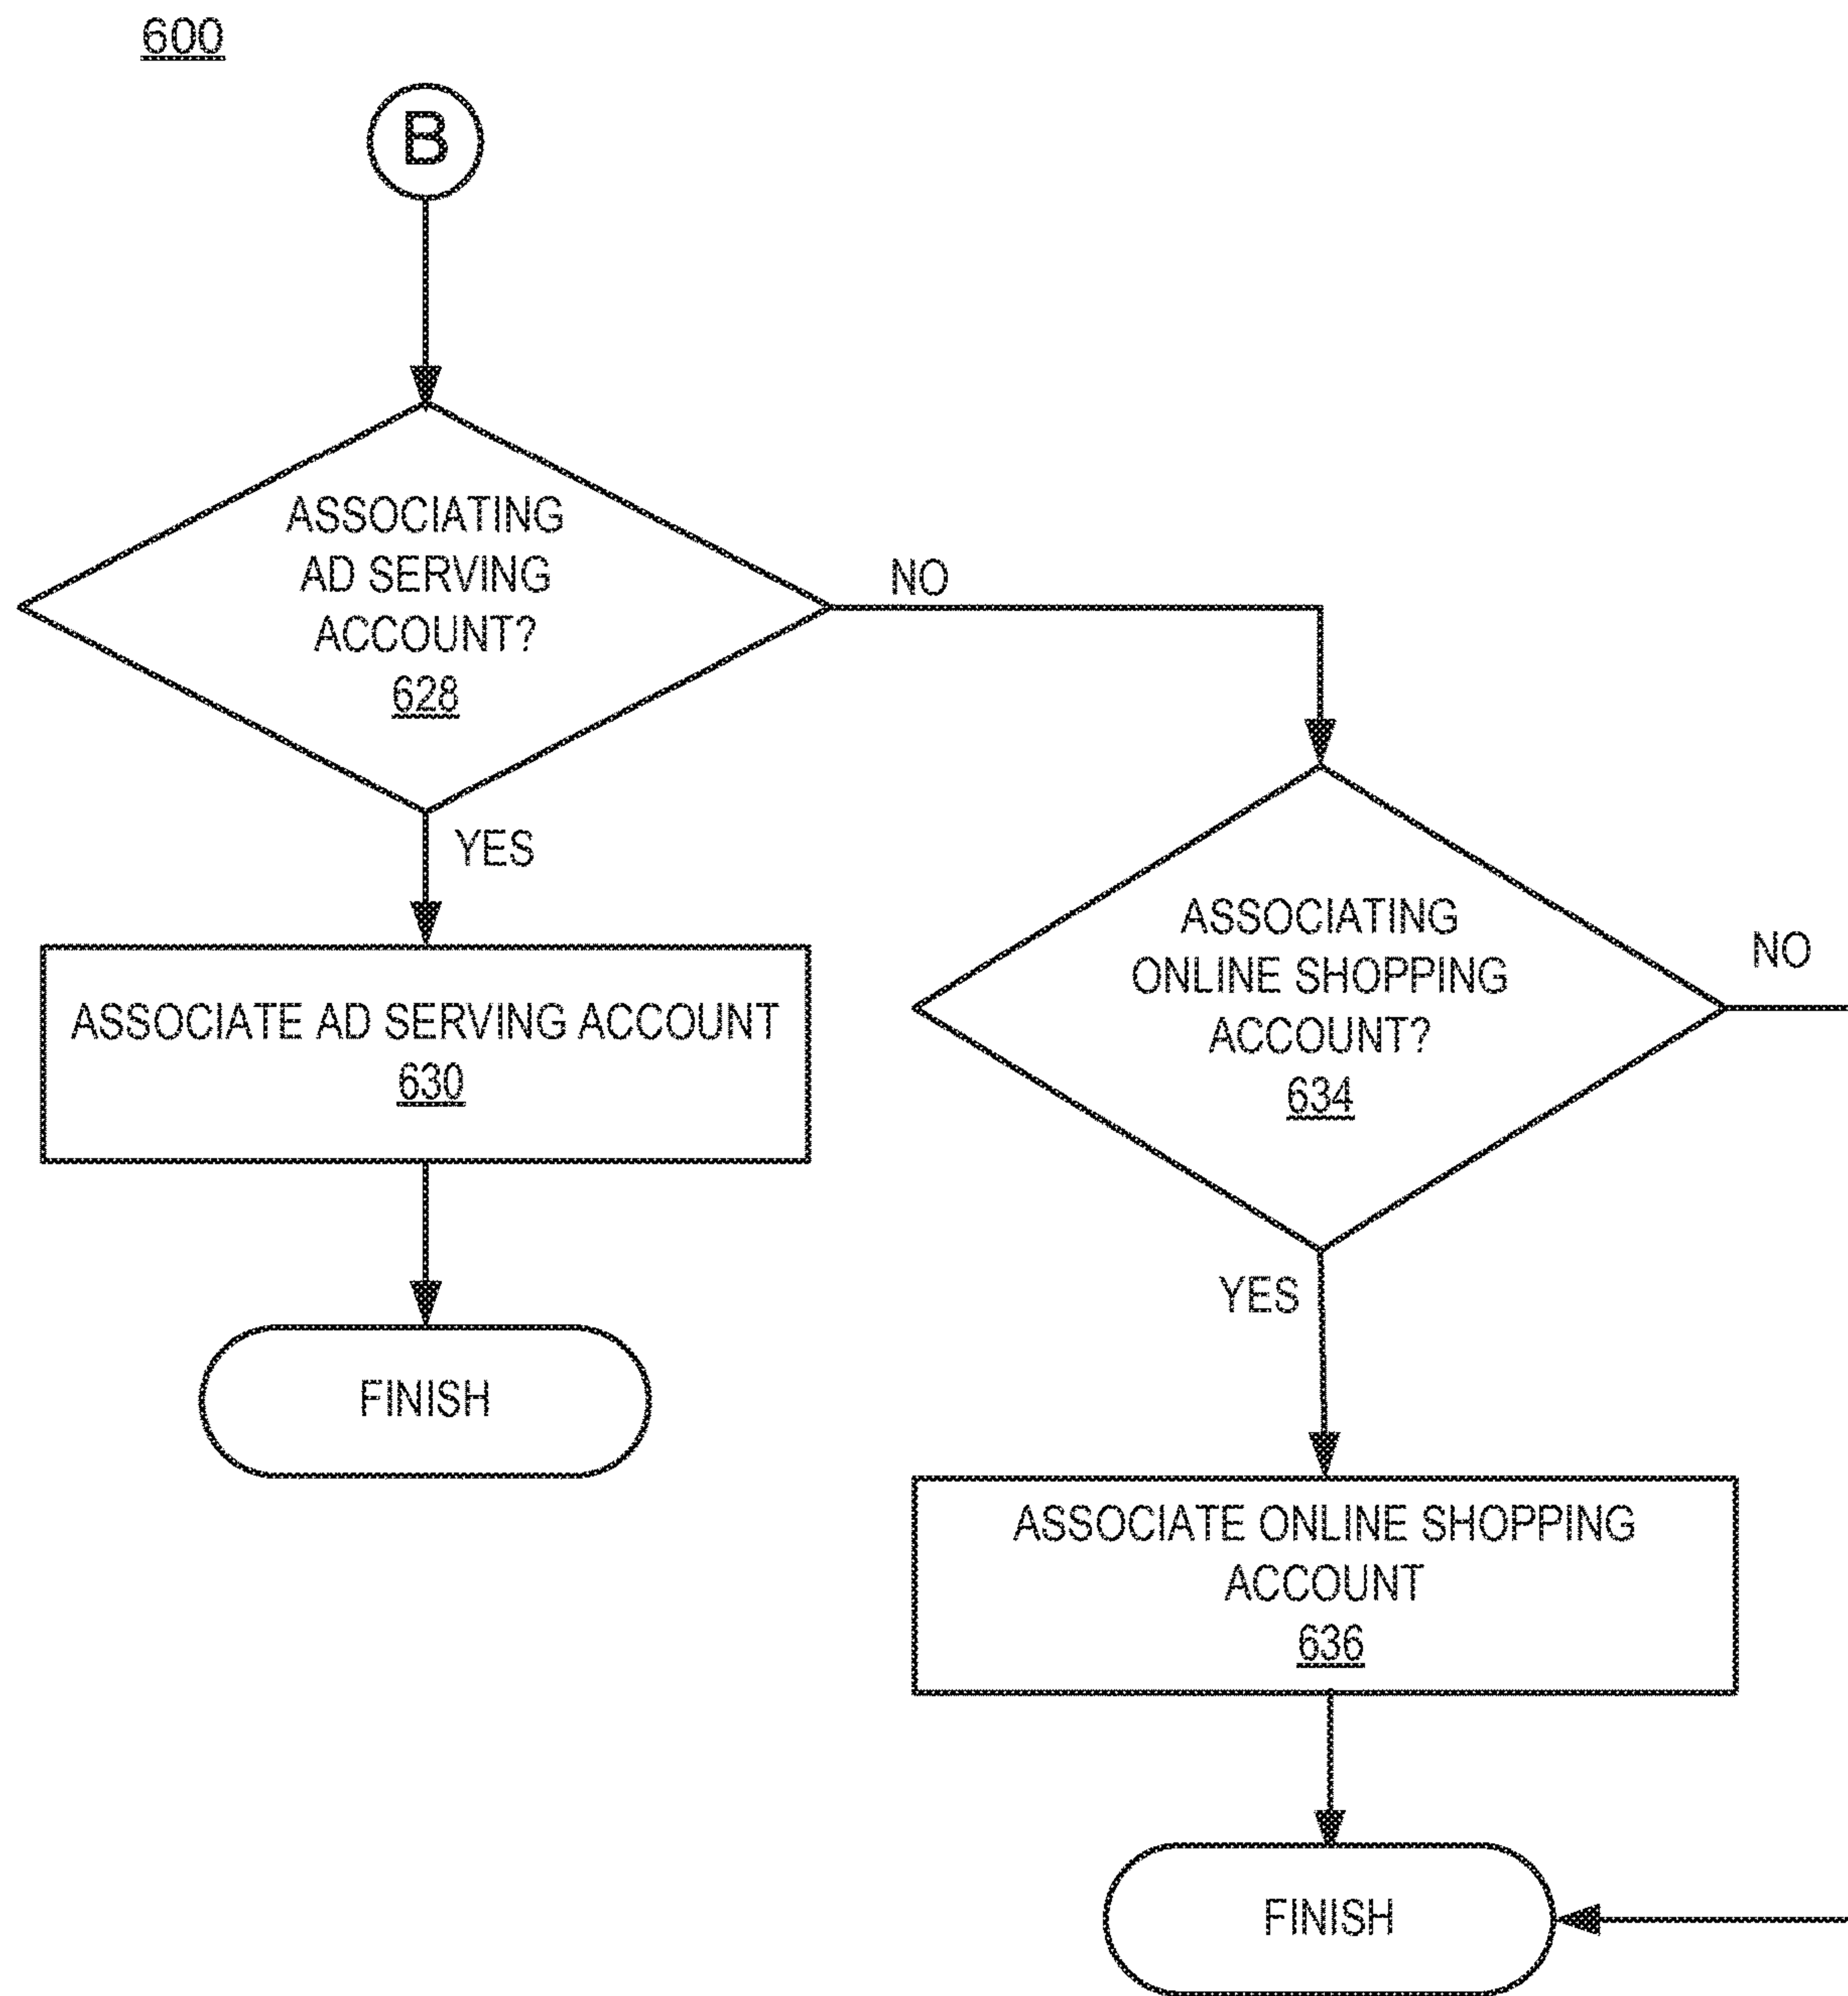 600
B
ASSOCIATING
AD SERVING
ACCOUNT?
628
NO
YES
ASSOCIATE AD SERVING ACCOUNT
630
FINISH
ASSOCIATING
ONLINE SHOPPING
ACCOUNT?
634
NO
YES
ASSOCIATE ONLINE SHOPPING
ACCOUNT
636
FINISH